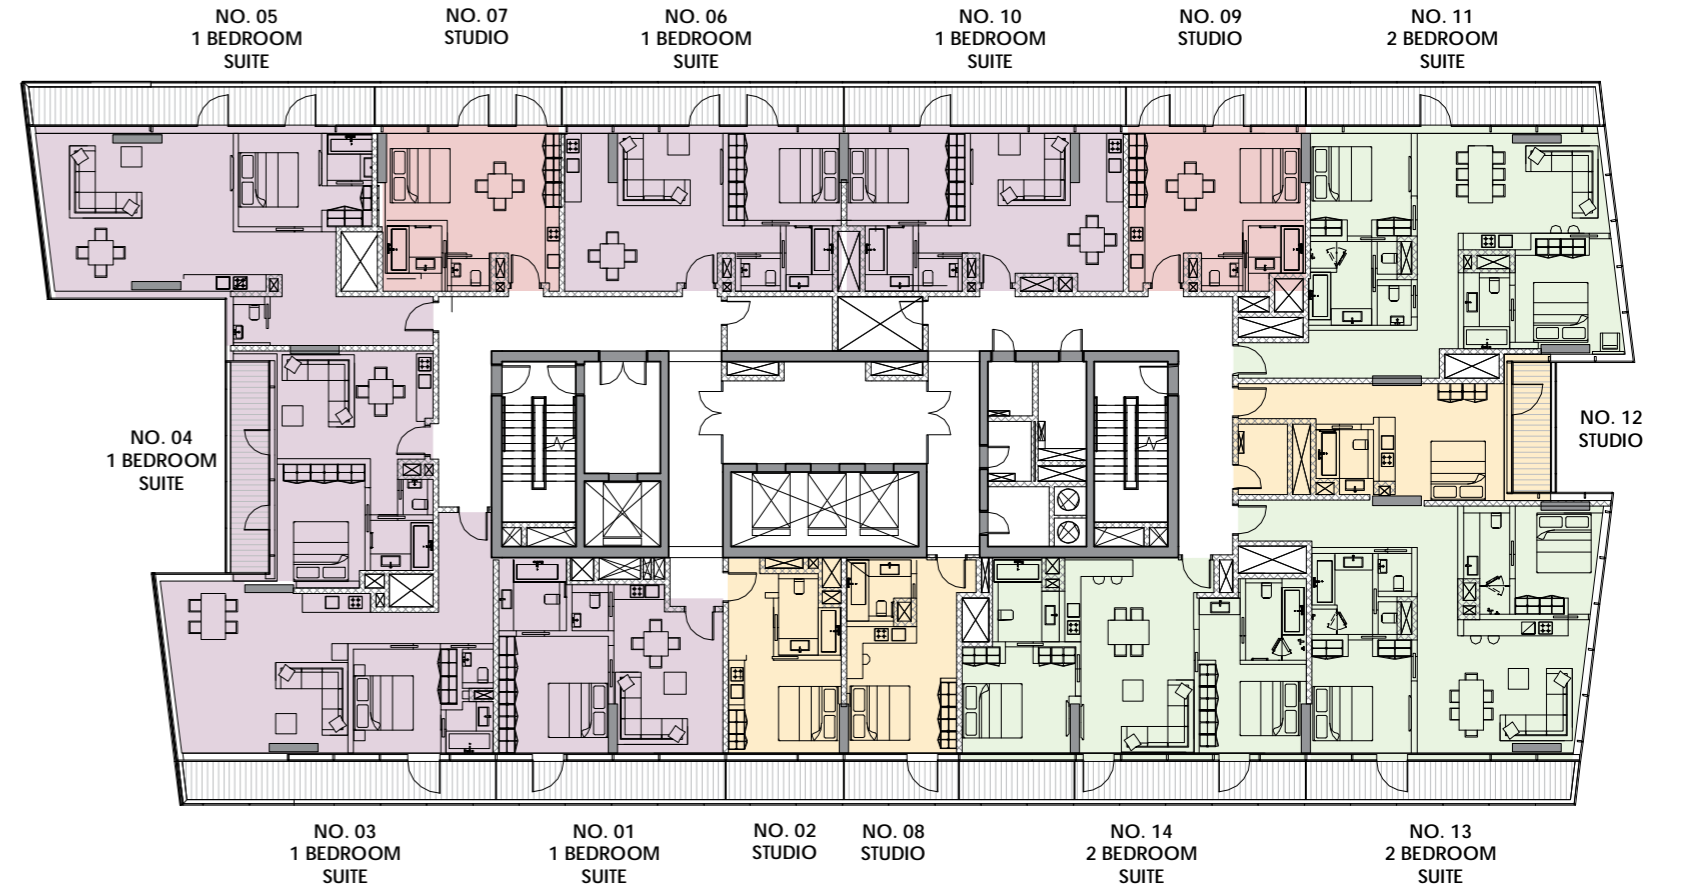 NO. 05
1 BEDROOM
SUITE
NO. 07
STUDIO
NO. 06
1 BEDROOM
SUITE
NO. 10
1 BEDROOM
SUITE
NO. 09
STUDIO
NO. 11
2 BEDROOM
SUITE
NO. 04
1 BEDROOM
SUITE
NO. 12
STUDIO
NO. 03
1 BEDROOM
SUITE
NO. 01
1 BEDROOM
SUITE
NO. 02
STUDIO
NO. 08
STUDIO
NO. 14
2 BEDROOM
SUITE
NO. 13
2 BEDROOM
SUITE